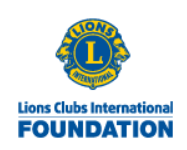 LIONS
L
INTERNATIONAL
Lions Clubs International
FOUNDATION